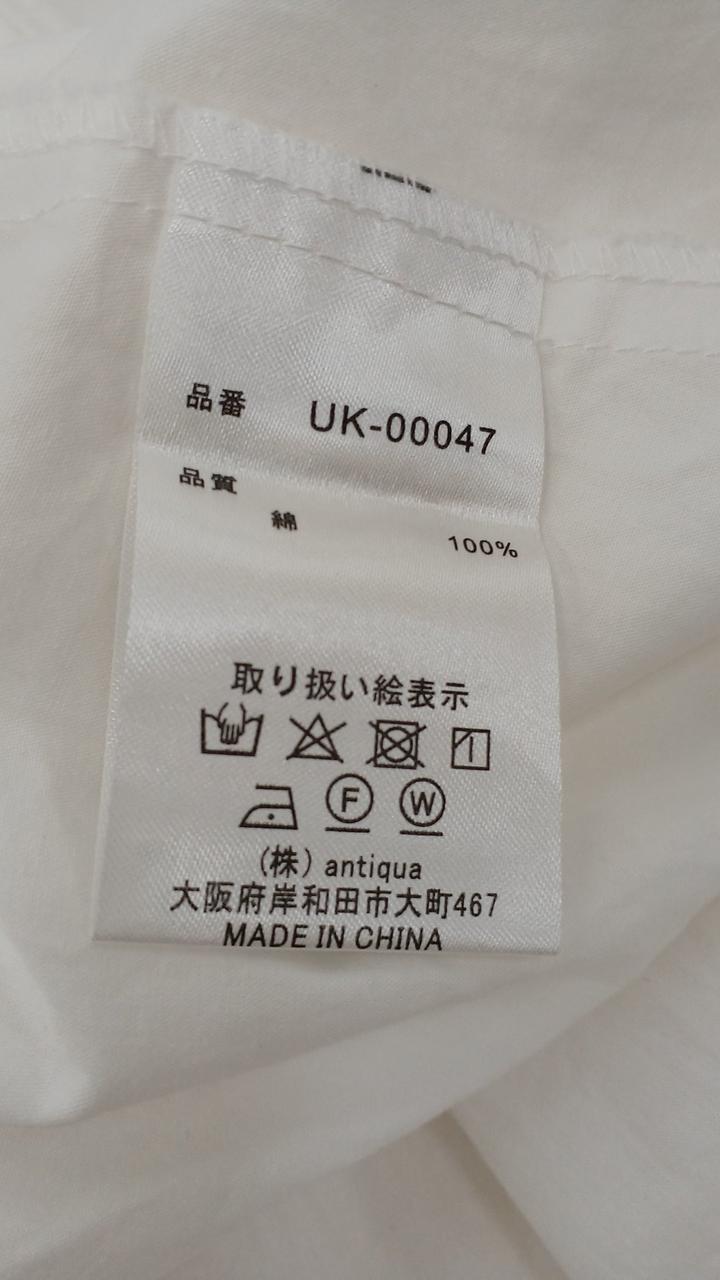 品番 UK-00047
品質
綿 100%
取り扱い絵表示
F W
(株) antiqua
大阪府岸和田市大町467
MADE IN CHINA